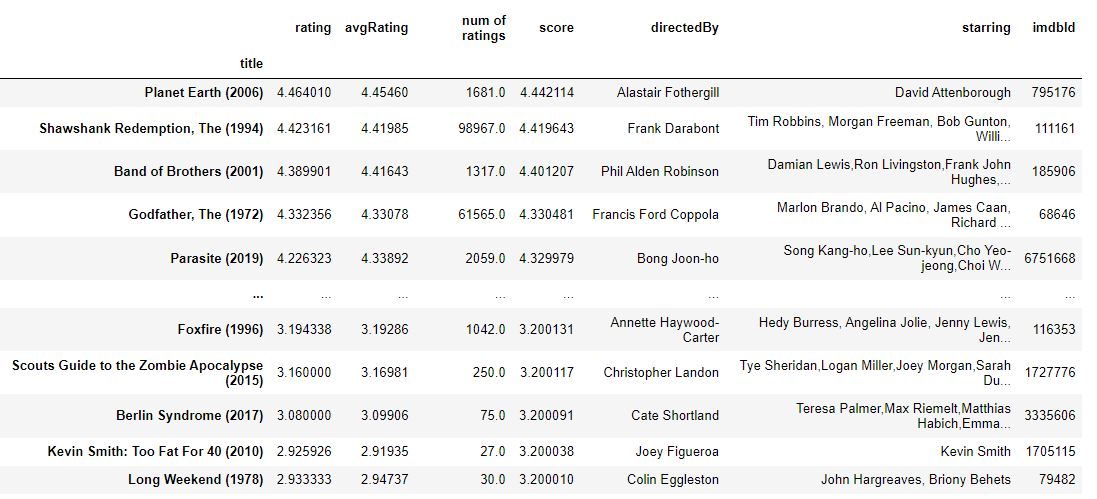 rating avgRating num of ratings score directedBy starring imdbId
title
Planet Earth (2006) 4.464010 4.45460 1681.0 4.442114 Alastair Fothergill David Attenborough 795176
Shawshank Redemption, The (1994) 4.423161 4.41985 98967.0 4.419643 Frank Darabont Tim Robbins, Morgan Freeman, Bob Gunton, Willi... 111161
Band of Brothers (2001) 4.389901 4.41643 1317.0 4.401207 Phil Alden Robinson Damian Lewis,Ron Livingston,Frank John Hughes,... 185906
Godfather, The (1972) 4.332356 4.33078 61565.0 4.330481 Francis Ford Coppola Marlon Brando, Al Pacino, James Caan, Richard ... 68646
Parasite (2019) 4.226323 4.33892 2059.0 4.329979 Bong Joon-ho Song Kang-ho,Lee Sun-kyun,Cho Yeo-jeong,Choi W... 6751668
... ... ... ... ... ... ... ...
Foxfire (1996) 3.194338 3.19286 1042.0 3.200131 Annette Haywood-Carter Hedy Burress, Angelina Jolie, Jenny Lewis, Jen... 116353
Scouts Guide to the Zombie Apocalypse (2015) 3.160000 3.16981 250.0 3.200117 Christopher Landon Tye Sheridan,Logan Miller,Joey Morgan,Sarah Du... 1727776
Berlin Syndrome (2017) 3.080000 3.09906 75.0 3.200091 Cate Shortland Teresa Palmer,Max Riemelt,Matthias Habich,Emma... 3335606
Kevin Smith: Too Fat For 40 (2010) 2.925926 2.91935 27.0 3.200038 Joey Figueroa Kevin Smith 1705115
Long Weekend (1978) 2.933333 2.94737 30.0 3.200010 Colin Eggleston John Hargreaves, Briony Behets 79482